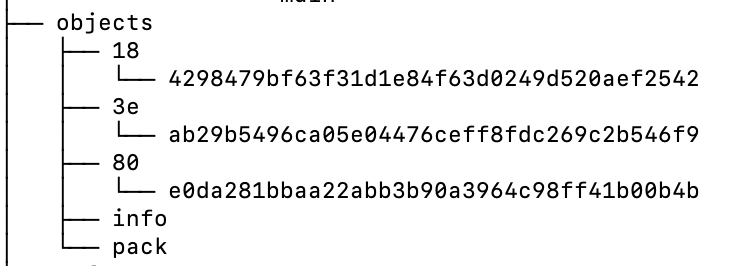 ├── objects
│   ├── 18
│   │   └── 4298479bf63f31d1e84f63d0249d520aef2542
│   ├── 3e
│   │   └── ab29b5496ca05e04476ceff8fdc269c2b546f9
│   ├── 80
│   │   └── e0da281bbaa22abb3b90a3964c98ff41b00b4b
│   ├── info
│   └── pack